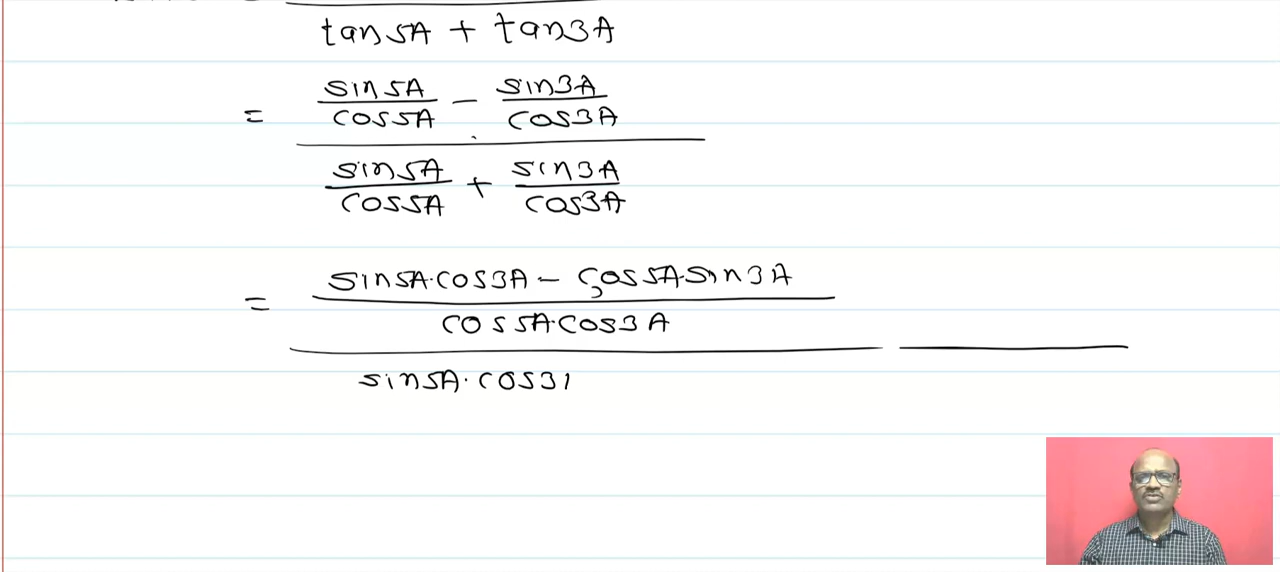 tan5A + tan3A
sin5A/cos5A − sin3A/cos3A
=
sin5A/cos5A + sin3A/cos3A
sin5A·cos3A − cos5A·sin3A
=
cos5A·cos3A
sin5A·cos3